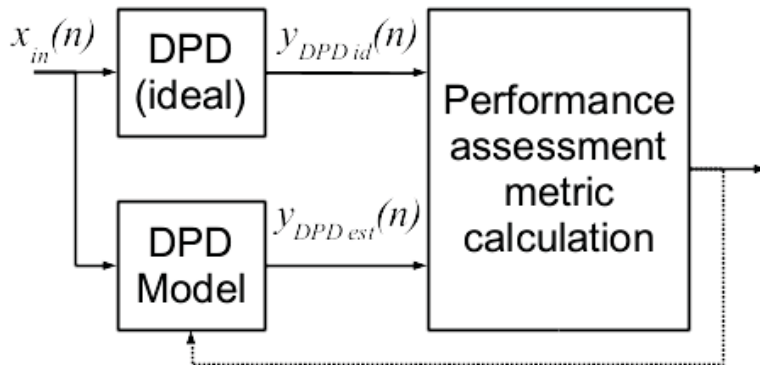 x_in(n)
DPD
(ideal)
y_DPD id(n)
DPD
Model
y_DPD est(n)
Performance
assessment
metric
calculation